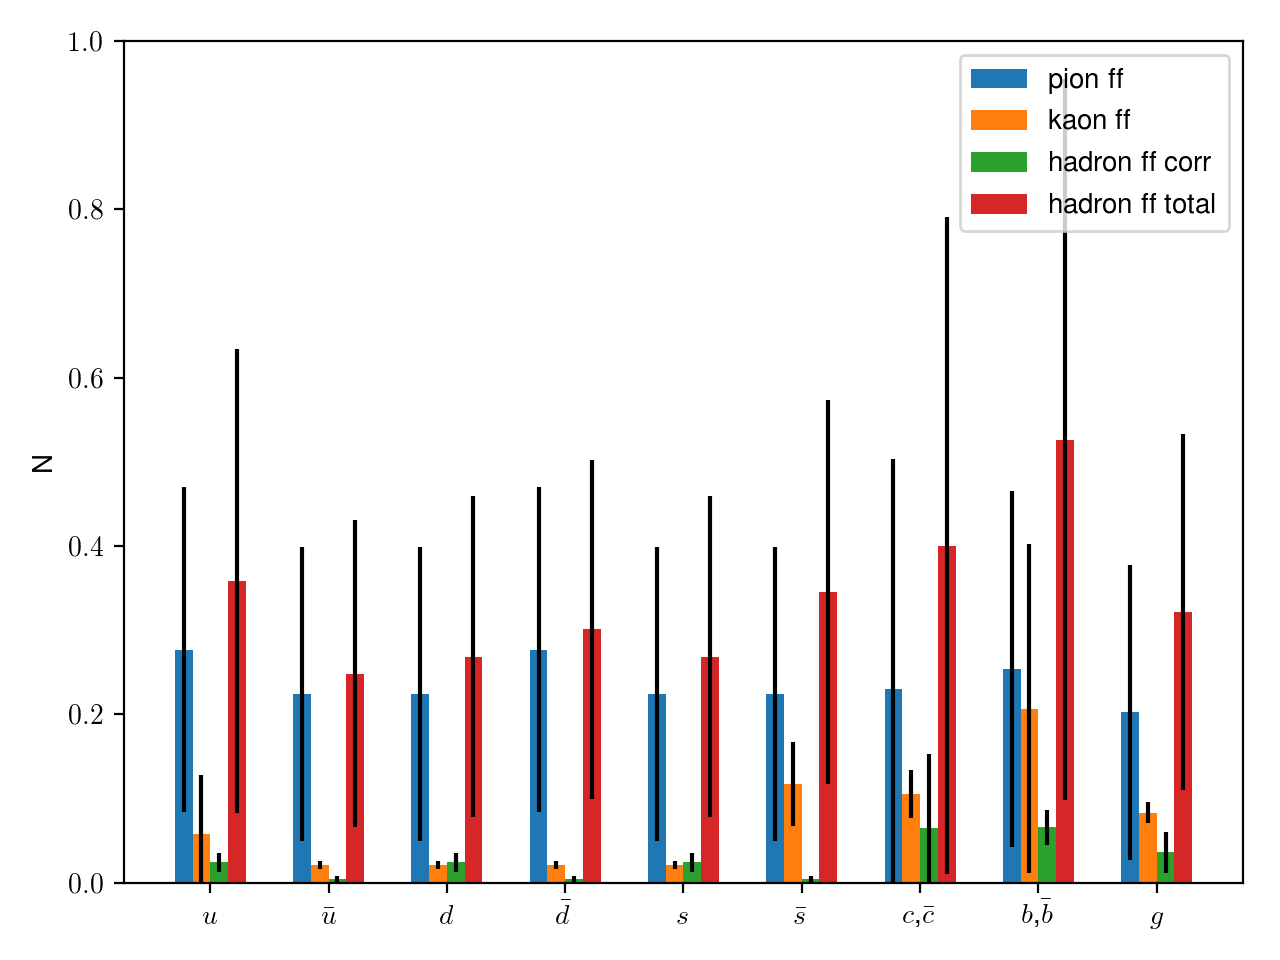 1.0
0.8
0.6
0.4
0.2
0.0
N
pion ff
kaon ff
hadron ff corr
hadron ff total
u
ū
d
d̄
s
s̄
c,c̄
b,b̄
g